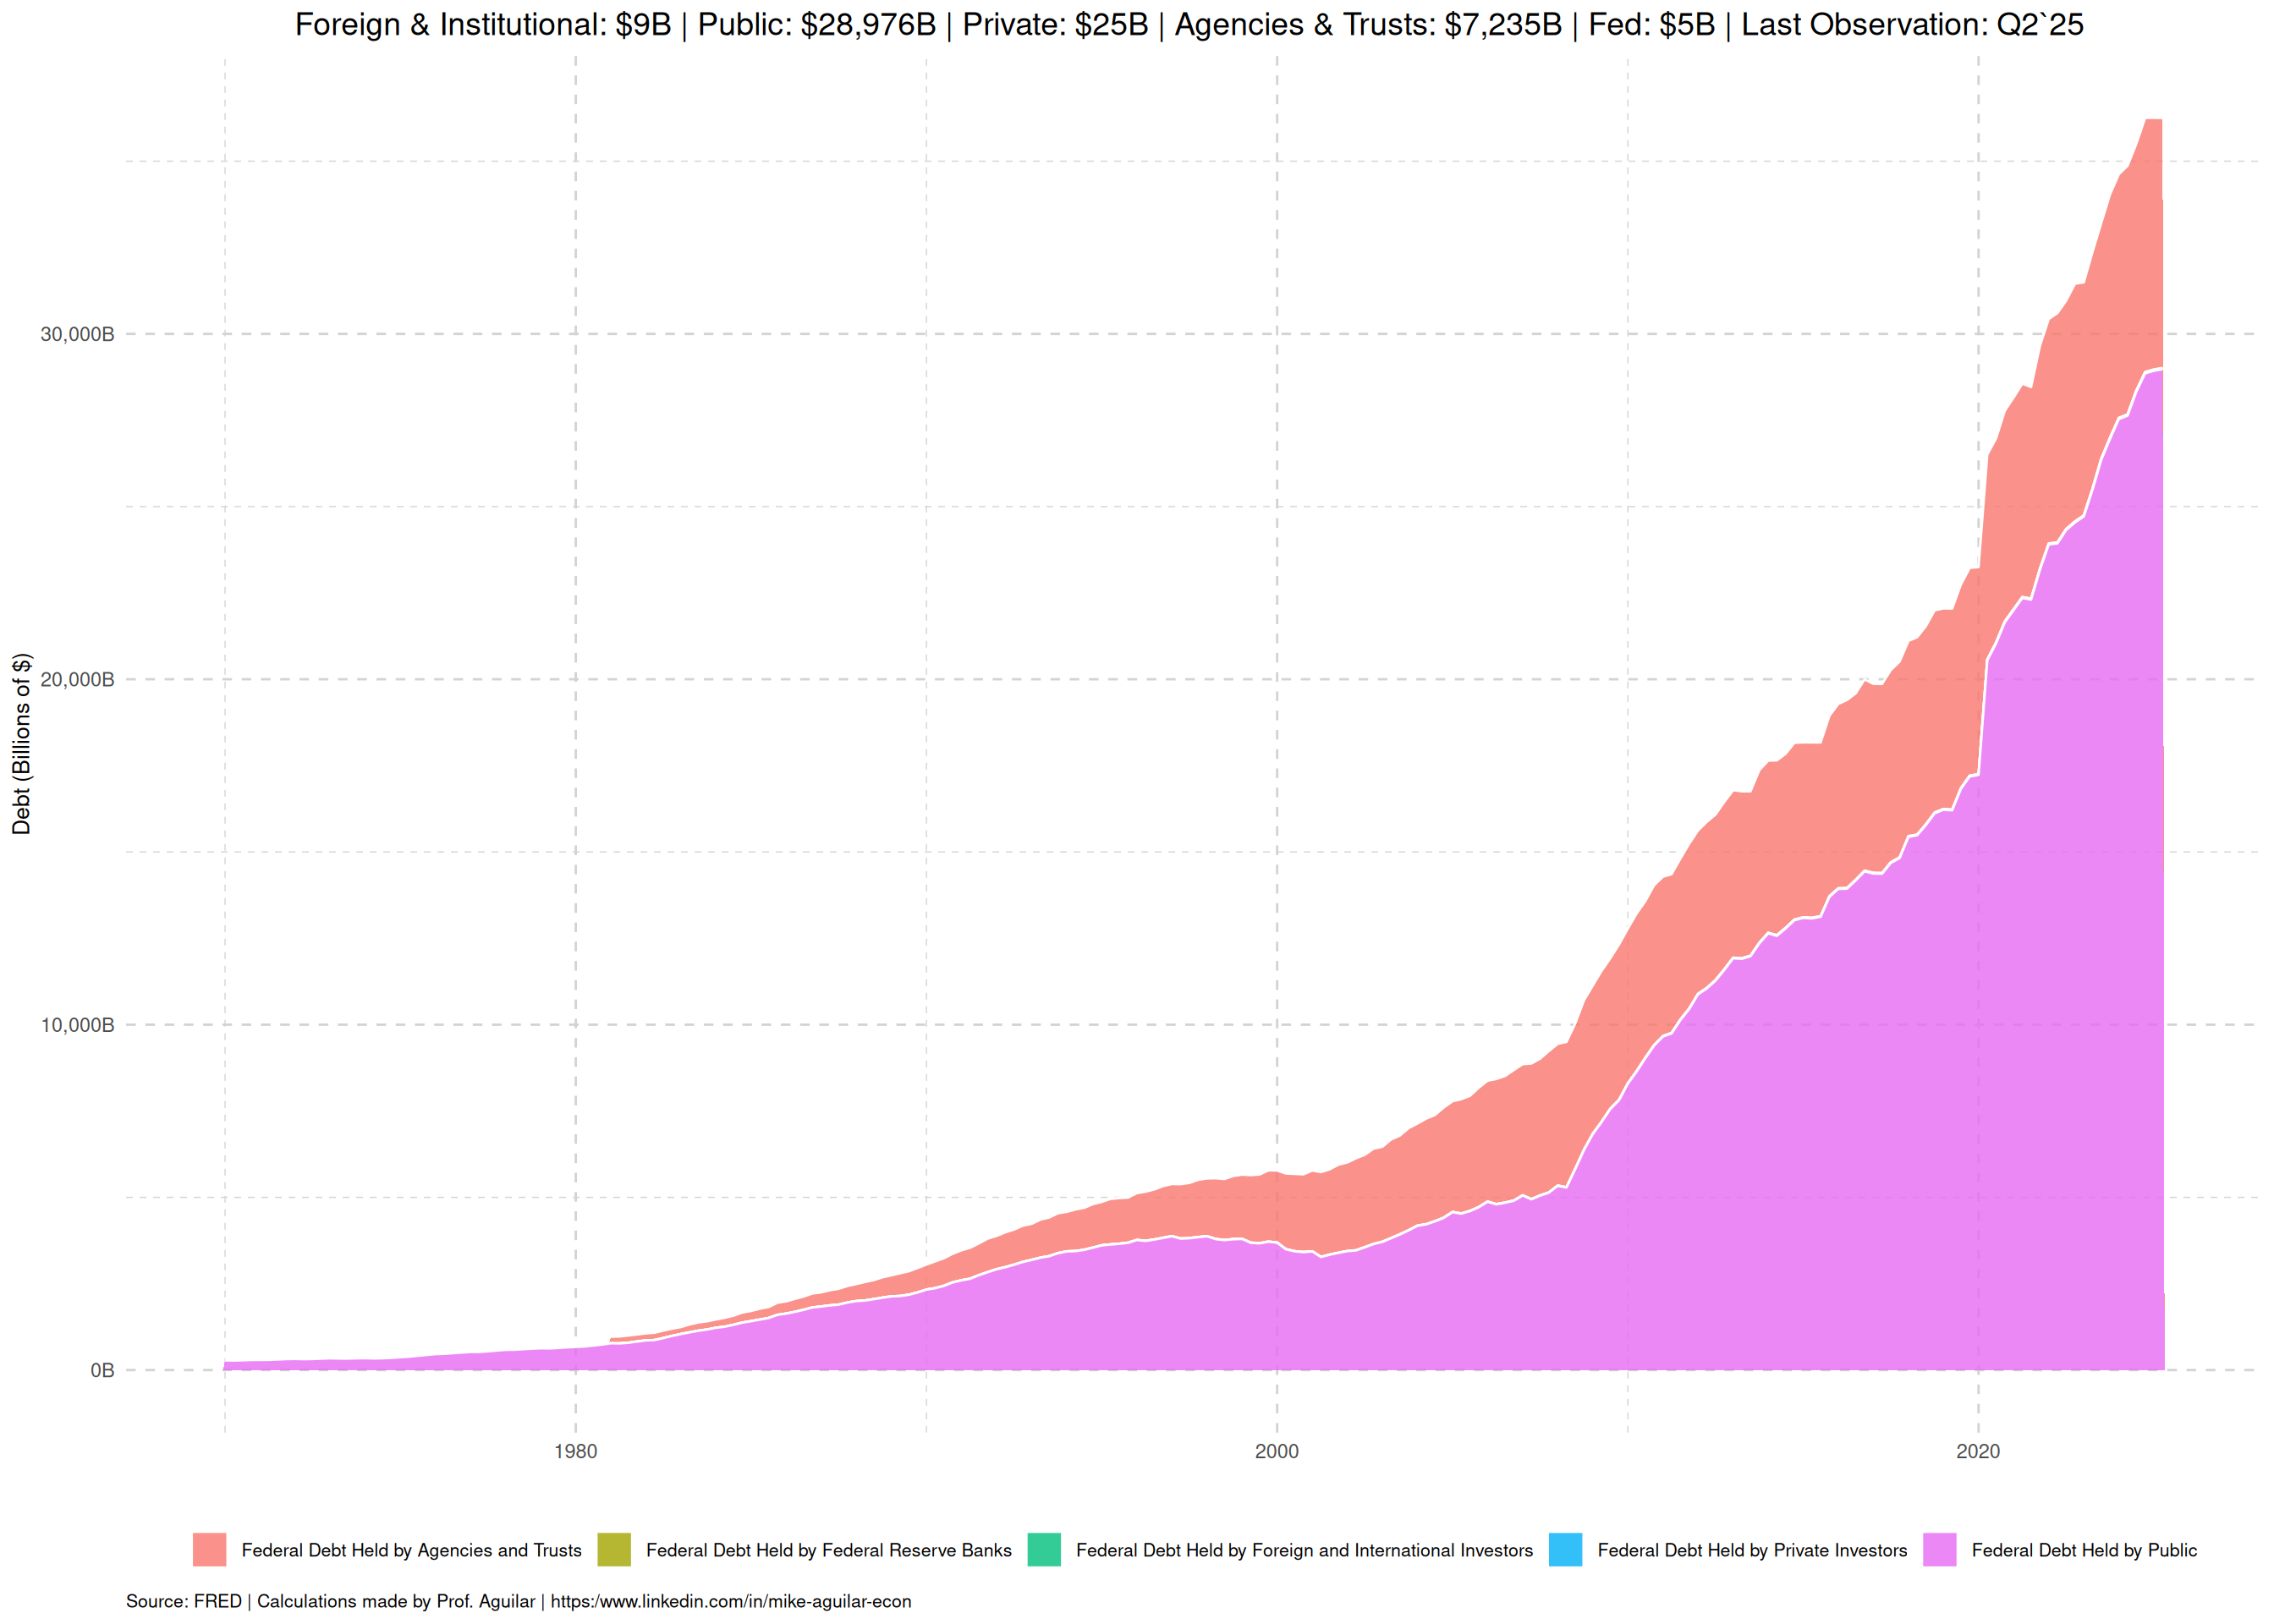 Foreign & Institutional: $9B | Public: $28,976B | Private: $25B | Agencies & Trusts: $7,235B | Fed: $5B | Last Observation: Q2`25
Debt (Billions of $)
30,000B
20,000B
10,000B
0B
1980 2000 2020
Federal Debt Held by Agencies and Trusts Federal Debt Held by Federal Reserve Banks Federal Debt Held by Foreign and International Investors Federal Debt Held by Private Investors Federal Debt Held by Public
Source: FRED | Calculations made by Prof. Aguilar | https:/www.linkedin.com/in/mike-aguilar-econ